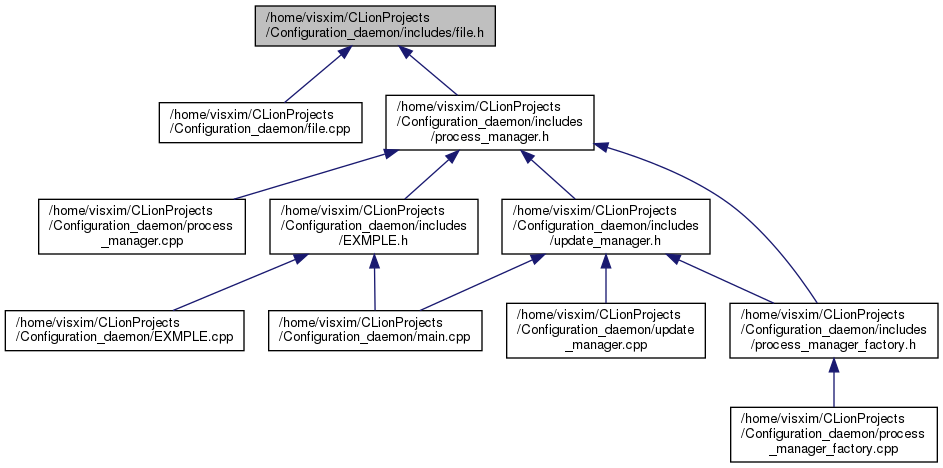 /home/visxim/CLionProjects
/Configuration_daemon/includes/file.h
/home/visxim/CLionProjects
/Configuration_daemon/file.cpp
/home/visxim/CLionProjects
/Configuration_daemon/includes
/process_manager.h
/home/visxim/CLionProjects
/Configuration_daemon/process
_manager.cpp
/home/visxim/CLionProjects
/Configuration_daemon/includes
/EXMPLE.h
/home/visxim/CLionProjects
/Configuration_daemon/includes
/update_manager.h
/home/visxim/CLionProjects
/Configuration_daemon/EXMPLE.cpp
/home/visxim/CLionProjects
/Configuration_daemon/main.cpp
/home/visxim/CLionProjects
/Configuration_daemon/update
_manager.cpp
/home/visxim/CLionProjects
/Configuration_daemon/includes
/process_manager_factory.h
/home/visxim/CLionProjects
/Configuration_daemon/process
_manager_factory.cpp